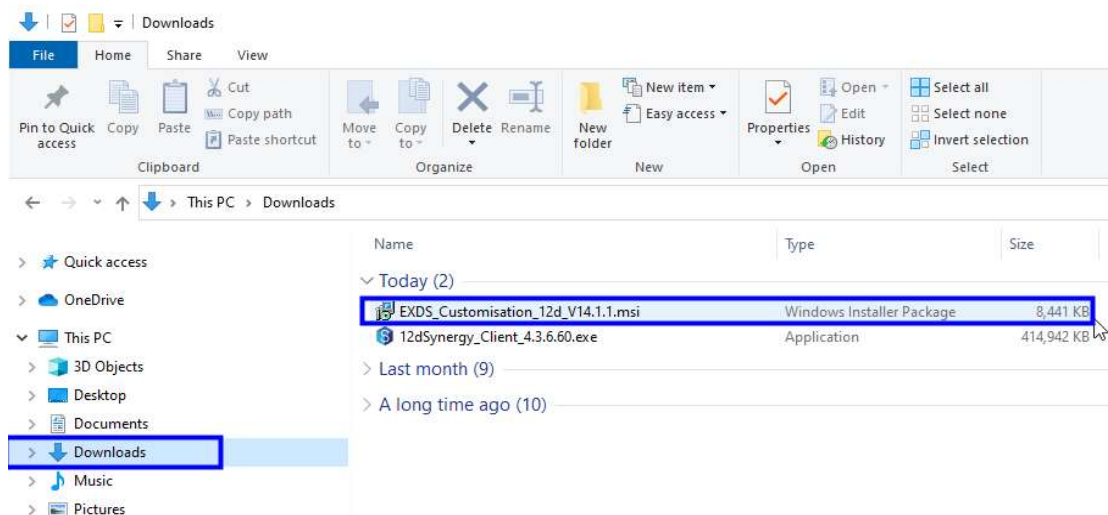 Downloads
File Home Share View
Pin to Quick access
Copy
Paste
Cut
Copy path
Paste shortcut
Clipboard
Move to
Copy to
Delete
Rename
Organize
New folder
New item
Easy access
New
Properties
Open
Edit
History
Open
Select all
Select none
Invert selection
Select
This PC > Downloads
Quick access
OneDrive
This PC
3D Objects
Desktop
Documents
Downloads
Music
Pictures
Name Type Size
Today (2)
EXDS_Customisation_12d_V14.1.1.msi Windows Installer Package 8,441 KB
12dSynergy_Client_4.3.6.60.exe Application 414,942 KB
Last month (9)
A long time ago (10)